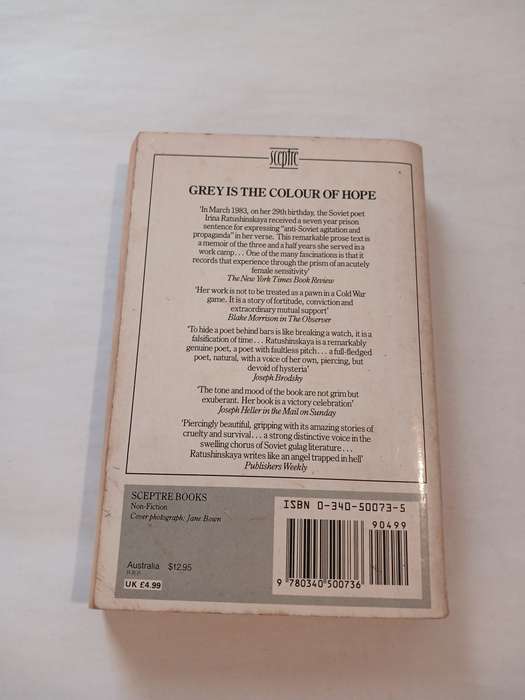 sceptre
GREY IS THE COLOUR OF HOPE
'In March 1983, on her 29th birthday, the Soviet poet
Irina Ratushinskaya received a seven year prison
sentence for expressing "anti-Soviet agitation and
propaganda" in her verse. This remarkable prose text is
a memoir of the three and a half years she served in a
work camp... One of many fascinations is that it
records that experience through the prism of an acutely
female sensitivity'
The New York Times Book Review
'Her work is not to be treated as a pawn in a Cold War
game. It is a story of fortitude, conviction and
extraordinary mutual support'
Blake Morrison in The Observer
'To hide a poet behind bars is like breaking a watch, it is a
falsification of time... Ratushinskaya is a remarkably
genuine poet, a poet with faultless pitch... a full-fledged
poet, natural, with a voice of her own, piercing, but
devoid of hysteria'
Joseph Brodsky
'The tone and mood of the book are not grim but
exuberant. Her book is a victory celebration'
Joseph Heller in the Mail on Sunday
'Piercingly beautiful, gripping with its amazing stories of
cruelty and survival... a strong distinctive voice in the
swelling chorus of Soviet gulag literature...
Ratushinskaya writes like an angel trapped in hell'
Publishers Weekly
SCEPTRE BOOKS
Non-Fiction
Cover photograph: Jane Bown
ISBN 0-340-50073-5
90499
Australia $12.95
UK £4.99
9 780340 500736